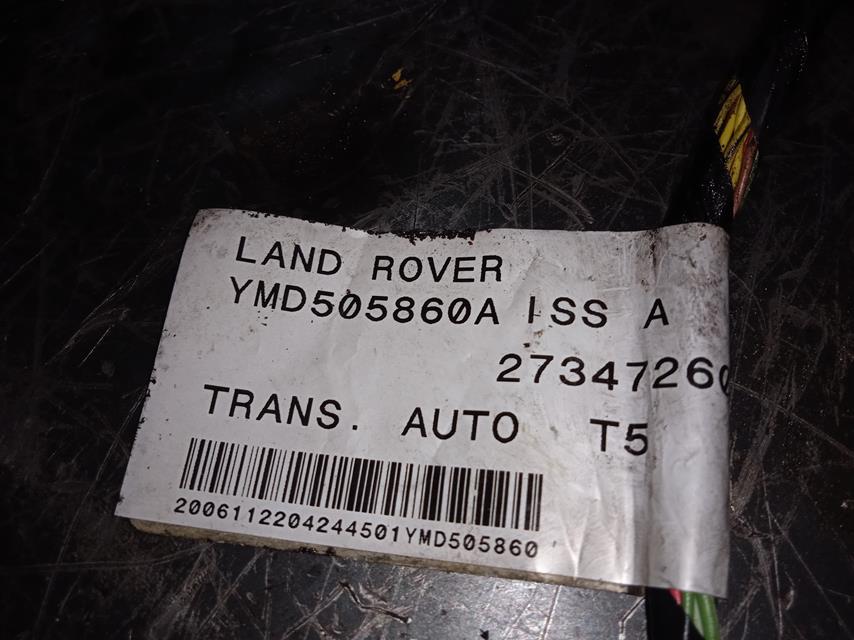 LAND ROVER
YMD505860A ISS A
27347260
TRANS. AUTO T5
2006112204244501YMD505860